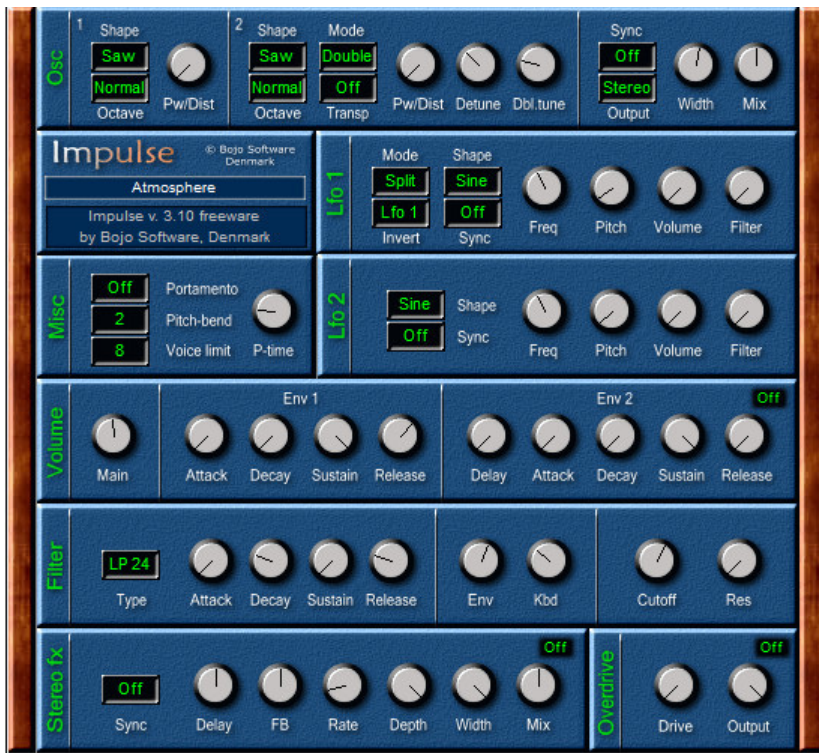 Osc
1 Shape
Saw
Normal
Octave
Pw/Dist
2 Shape Mode
Saw Double
Normal Off
Octave Transp
Pw/Dist Detune Dbl.tune
Sync
Off
Stereo
Output
Width Mix
Impulse © Bojo Software
Denmark
Atmosphere
Impulse v. 3.10 freeware
by Bojo Software, Denmark
Lfo 1
Mode Shape
Split Sine
Lfo 1 Off
Invert Sync
Freq Pitch Volume Filter
Misc
Off Portamento
2 Pitch-bend
8 Voice limit
P-time
Lfo 2
Sine Shape
Off Sync
Freq Pitch Volume Filter
Volume
Main
Env 1
Attack Decay Sustain Release
Env 2 Off
Delay Attack Decay Sustain Release
Filter
LP 24
Type
Attack Decay Sustain Release
Env Kbd
Cutoff Res
Stereo fx
Off
Off
Sync Delay FB Rate Depth Width Mix
Overdrive
Off
Drive Output